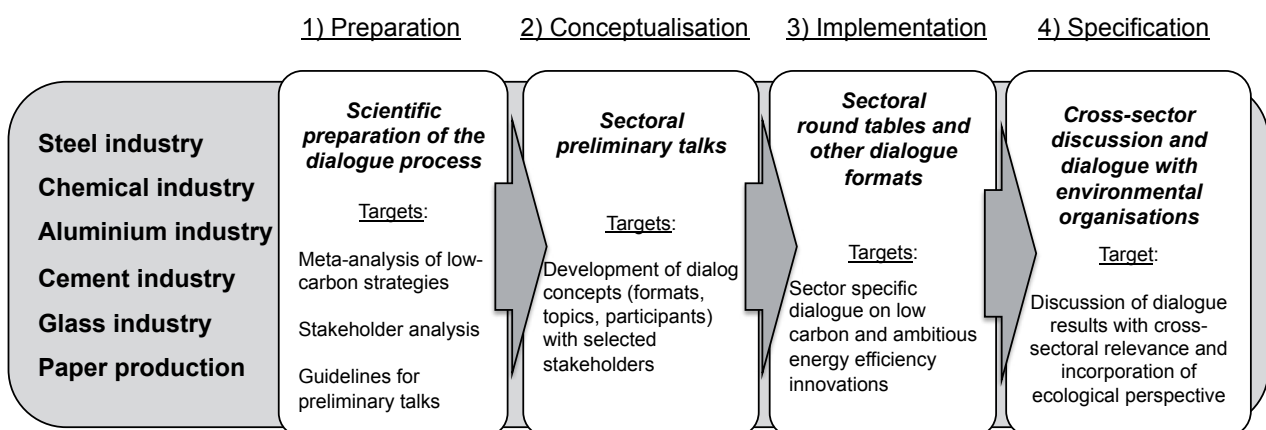 1) Preparation
2) Conceptualisation
3) Implementation
4) Specification
Steel industry
Chemical industry
Aluminium industry
Cement industry
Glass industry
Paper production
Scientific
preparation of the
dialogue process
Targets:
Meta-analysis of low-
carbon strategies
Stakeholder analysis
Guidelines for
preliminary talks
Sectoral
preliminary talks
Targets:
Development of dialog
concepts (formats,
topics, participants)
with selected
stakeholders
Sectoral
round tables and
other dialogue
formats
Targets:
Sector specific
dialogue on low
carbon and ambitious
energy efficiency
innovations
Cross-sector
discussion and
dialogue with
environmental
organisations
Target:
Discussion of dialogue
results with cross-
sectoral relevance and
incorporation of
ecological perspective